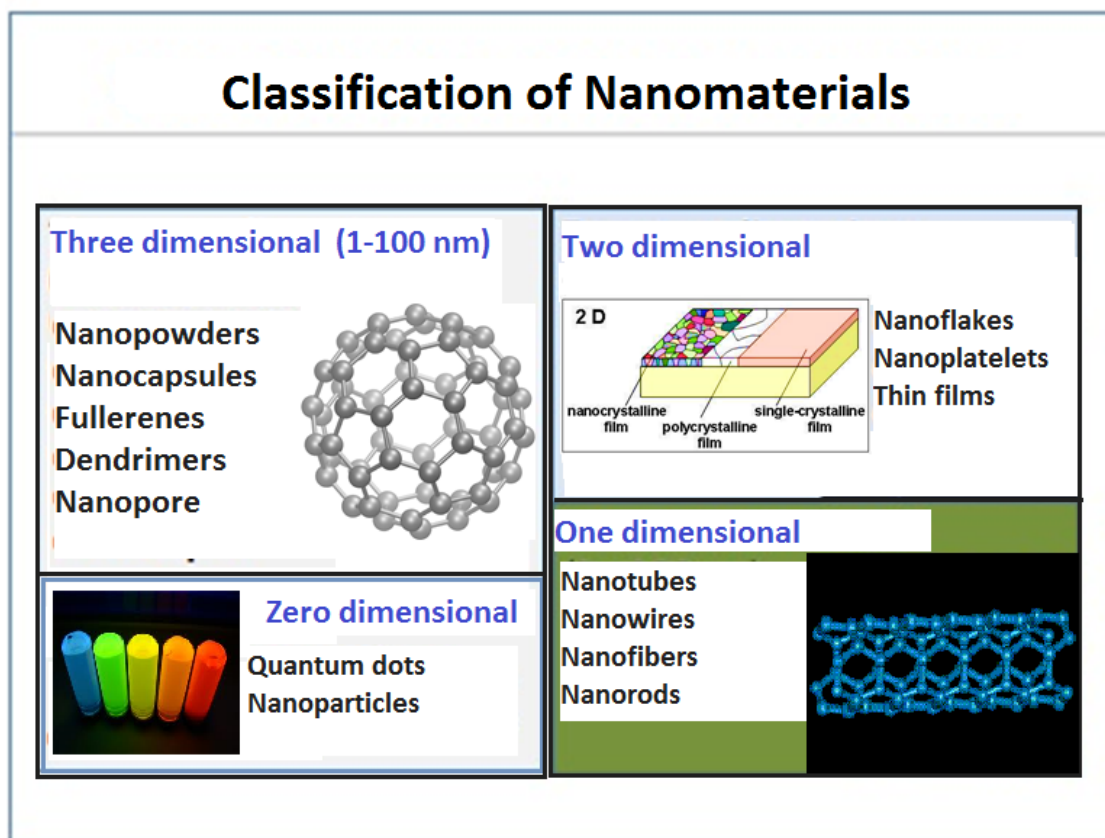 Classification of Nanomaterials
Three dimensional (1-100 nm)
Nanopowders
Nanocapsules
Fullerenes
Dendrimers
Nanopore
Two dimensional
2 D
nanocrystalline
film
polycrystalline
film
single-crystalline
film
Nanoflakes
Nanoplatelets
Thin films
Zero dimensional
Quantum dots
Nanoparticles
One dimensional
Nanotubes
Nanowires
Nanofibers
Nanorods